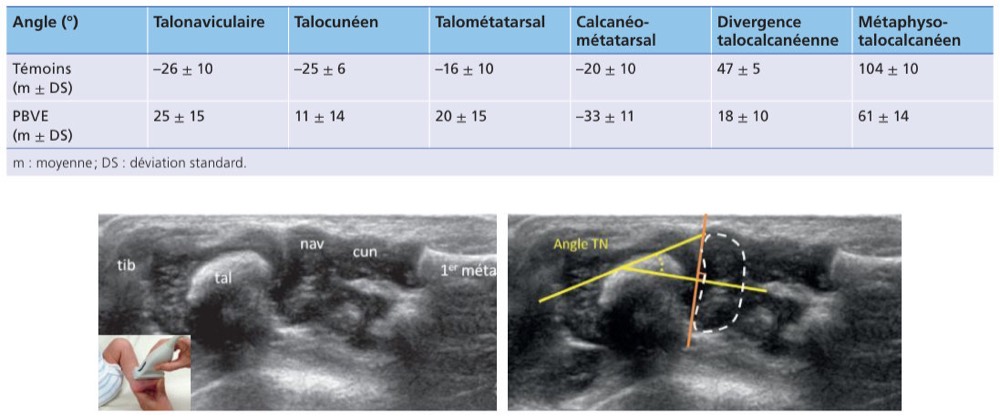 Angle (°) Talonaviculaire Talocunéen Talométatarsal Calcanéo-métatarsal Divergence talocalcanéenne Métaphyso-talocalcanéen
Témoins (m ± DS) –26 ± 10 –25 ± 6 –16 ± 10 –20 ± 10 47 ± 5 104 ± 10
PBVE (m ± DS) 25 ± 15 11 ± 14 20 ± 15 –33 ± 11 18 ± 10 61 ± 14
m : moyenne ; DS : déviation standard.
tib
tal
nav
cun
1er méta
Angle TN